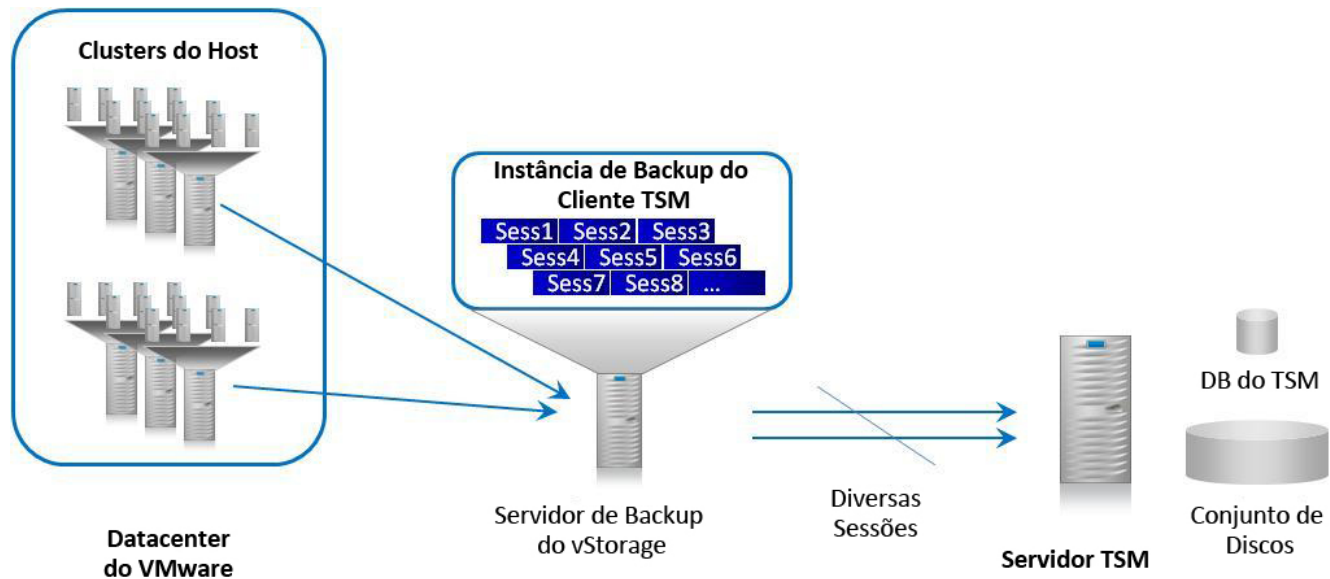 Clusters do Host
Instância de Backup do
Cliente TSM
Sess1 Sess2 Sess3
Sess4 Sess5 Sess6
Sess7 Sess8 ...
DB do TSM
Datacenter
do VMware
Servidor de Backup
do vStorage
Diversas
Sessões
Servidor TSM
Conjunto de
Discos